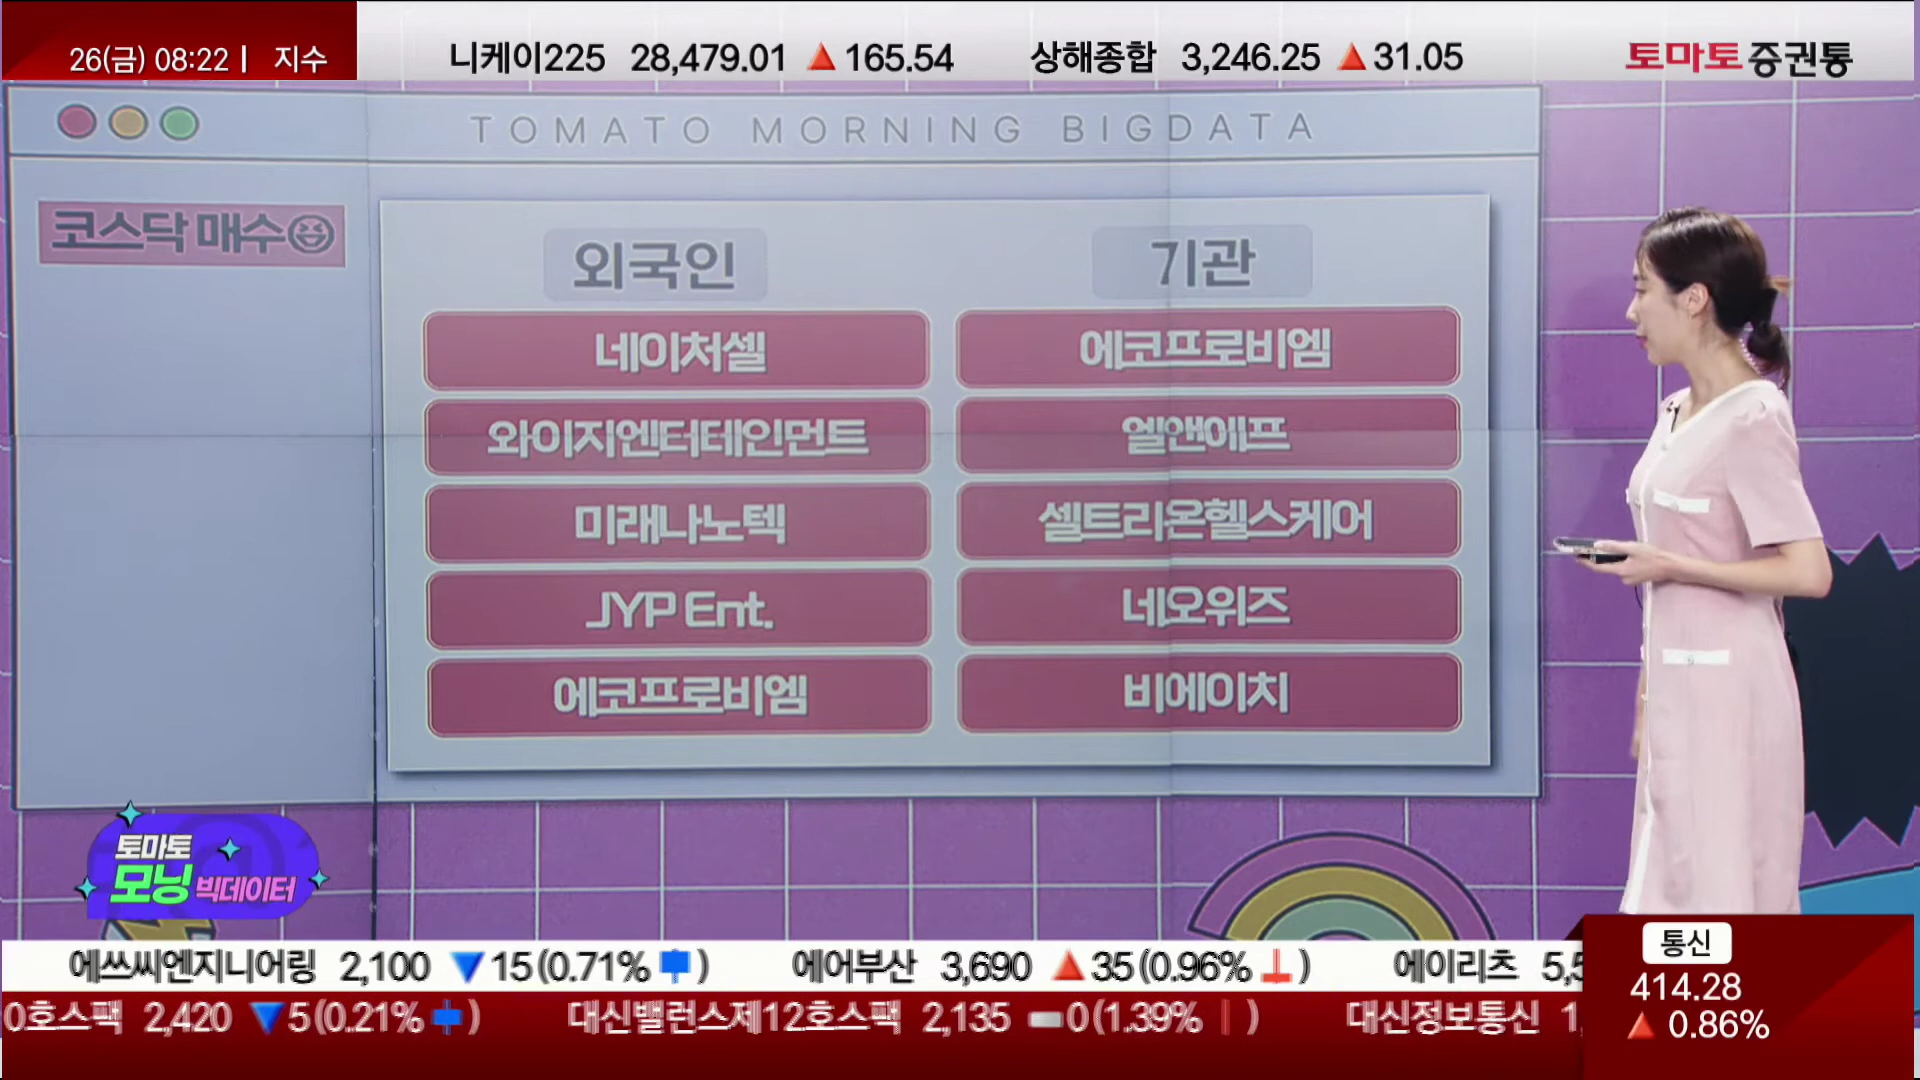 26(금) 08:22 | 지수
니케이225 28,479.01 ▲ 165.54 상해종합 3,246.25 ▲ 31.05
토마토증권통
TOMATO MORNING BIGDATA
코스닥 매수
외국인
기관
네이처셀
에코프로비엠
와이지엔터테인먼트
엘앤에프
미래나노텍
셀트리온헬스케어
JYP Ent.
네오위즈
에코프로비엠
비에이치
토마토
모닝 빅데이터
에쓰씨엔지니어링 2,100 ▼ 15(0.71% ) 에어부산 3,690 ▲ 35(0.96% ) 에이리츠 5,5
0호스팩 2,420 ▼ 5(0.21% ) 대신밸런스제12호스팩 2,135 0(1.39% ) 대신정보통신 1,
통신
414.28
▲ 0.86%